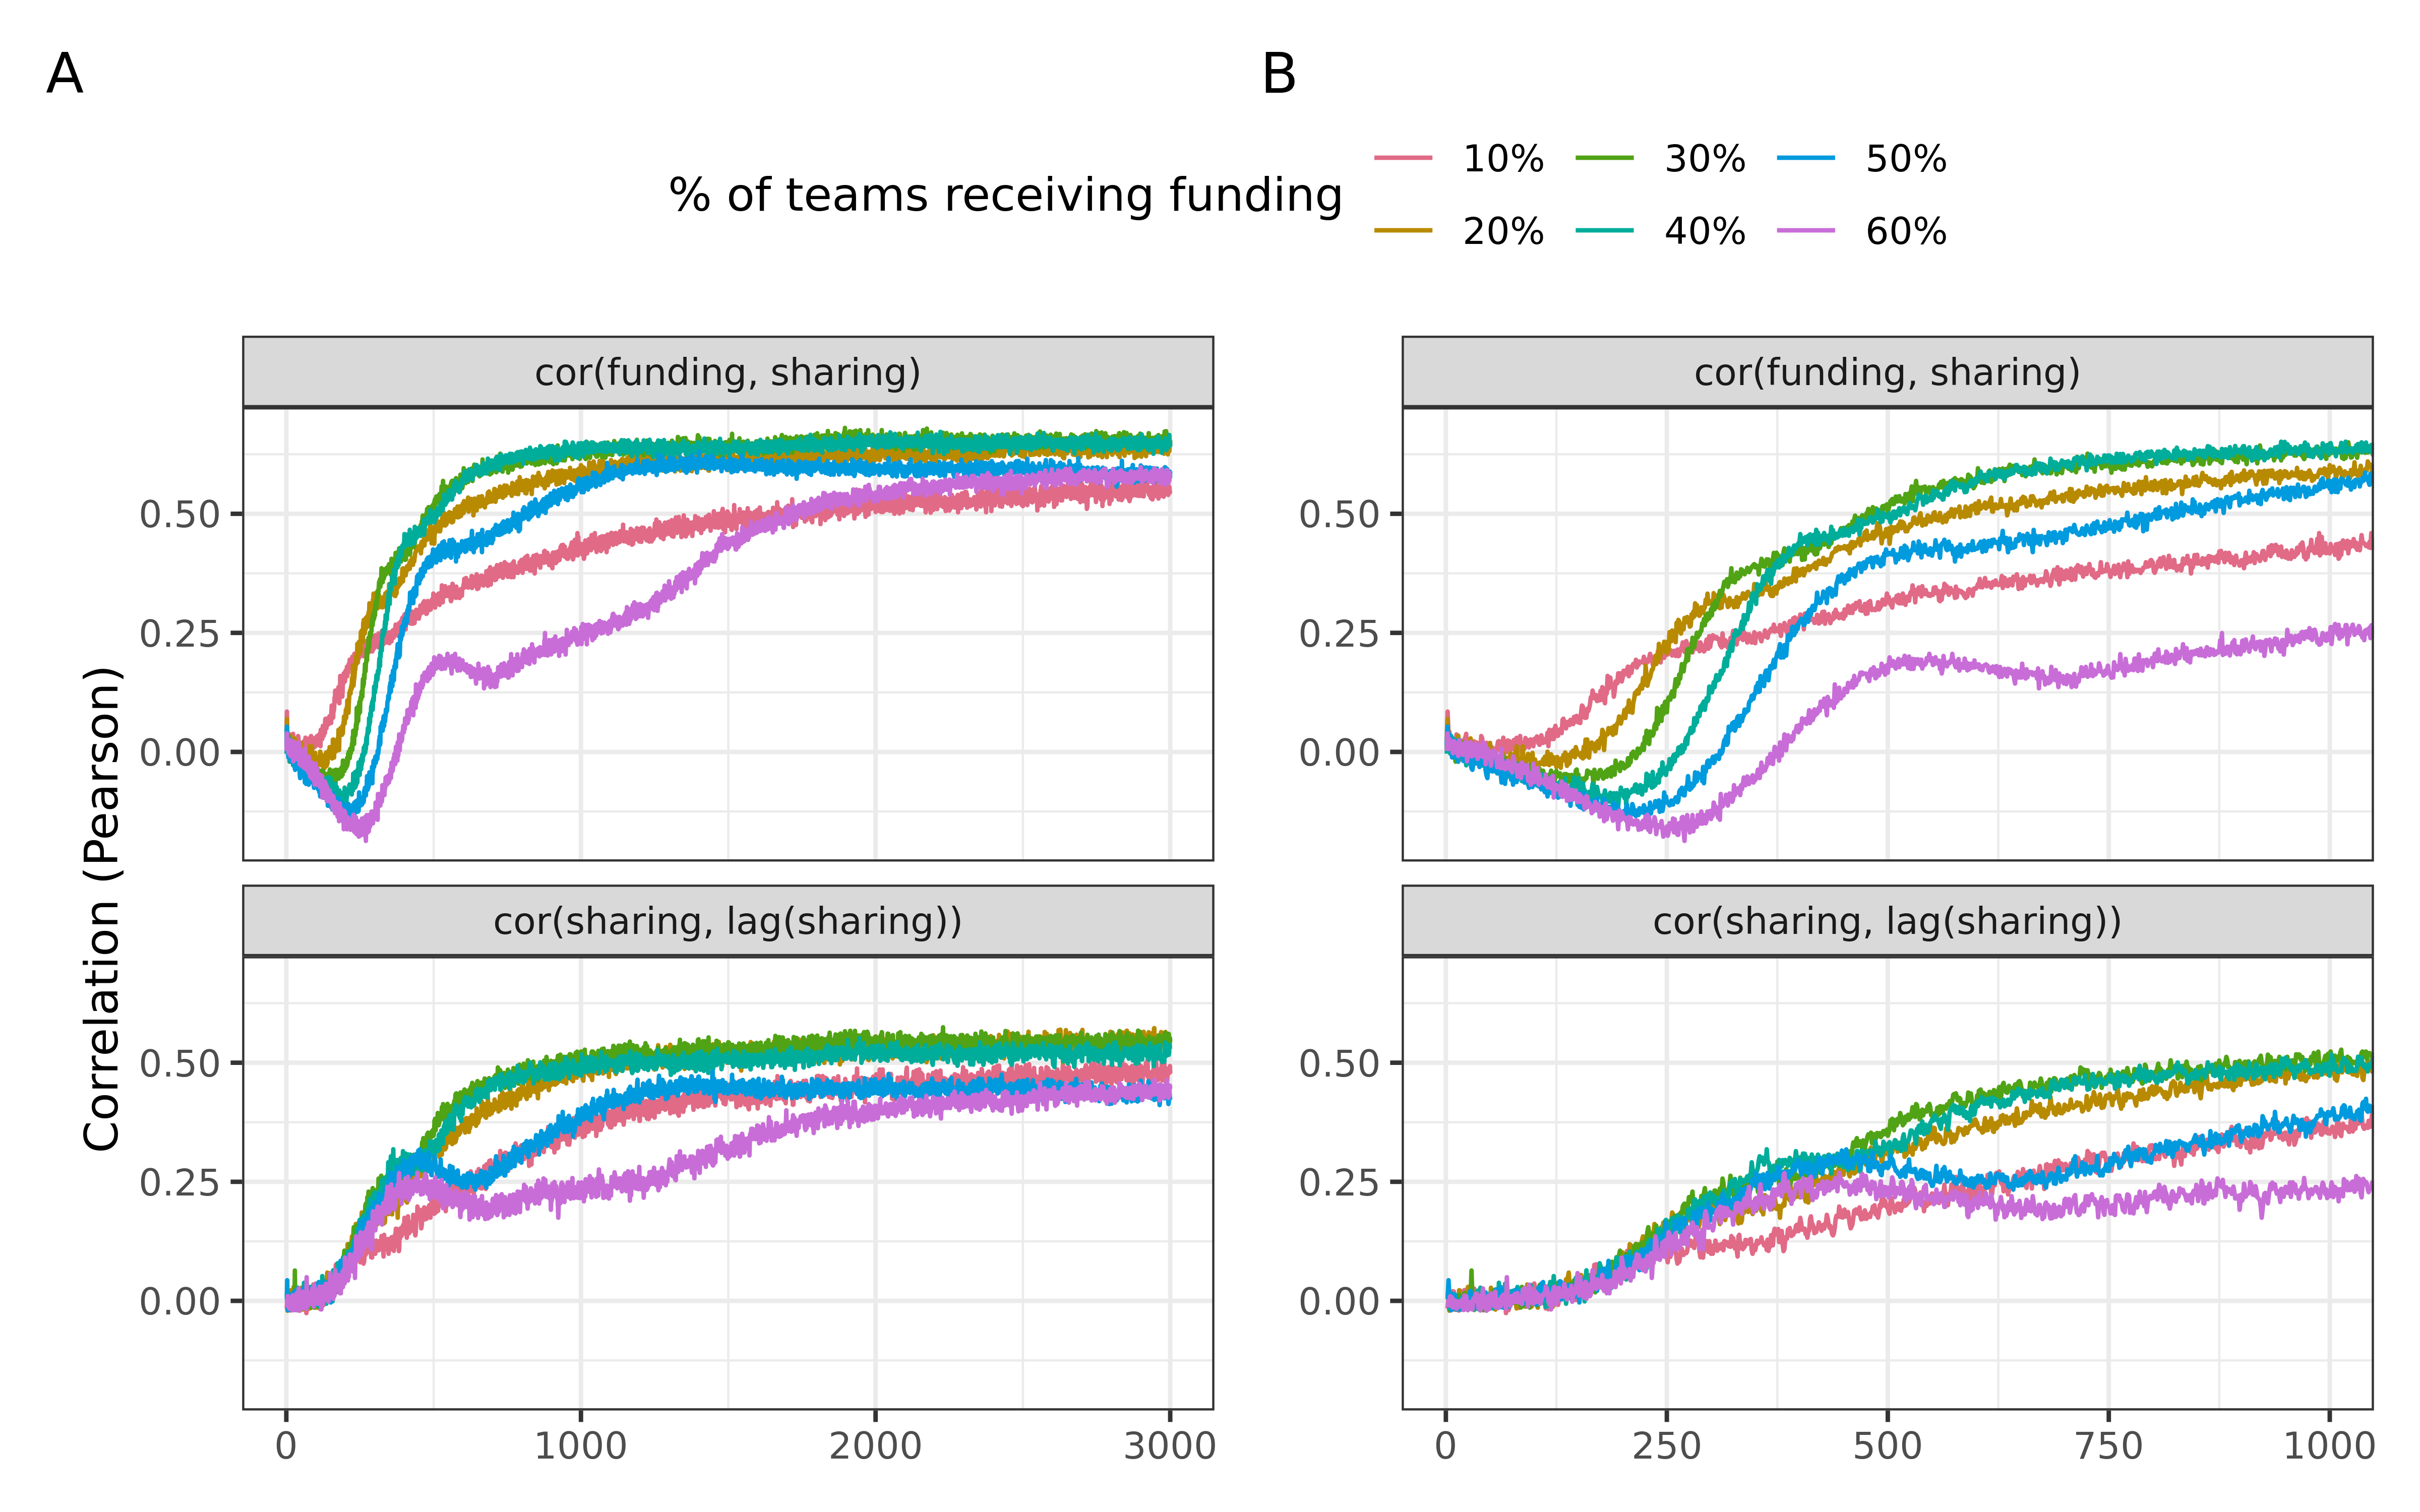 A
B
% of teams receiving funding
10% 30% 50%
20% 40% 60%
cor(funding, sharing)
cor(funding, sharing)
0.50
0.25
0.00
0.50
0.25
0.00
Correlation (Pearson)
cor(sharing, lag(sharing))
cor(sharing, lag(sharing))
0.50
0.25
0.00
0.50
0.25
0.00
0 1000 2000 3000
0 250 500 750 1000